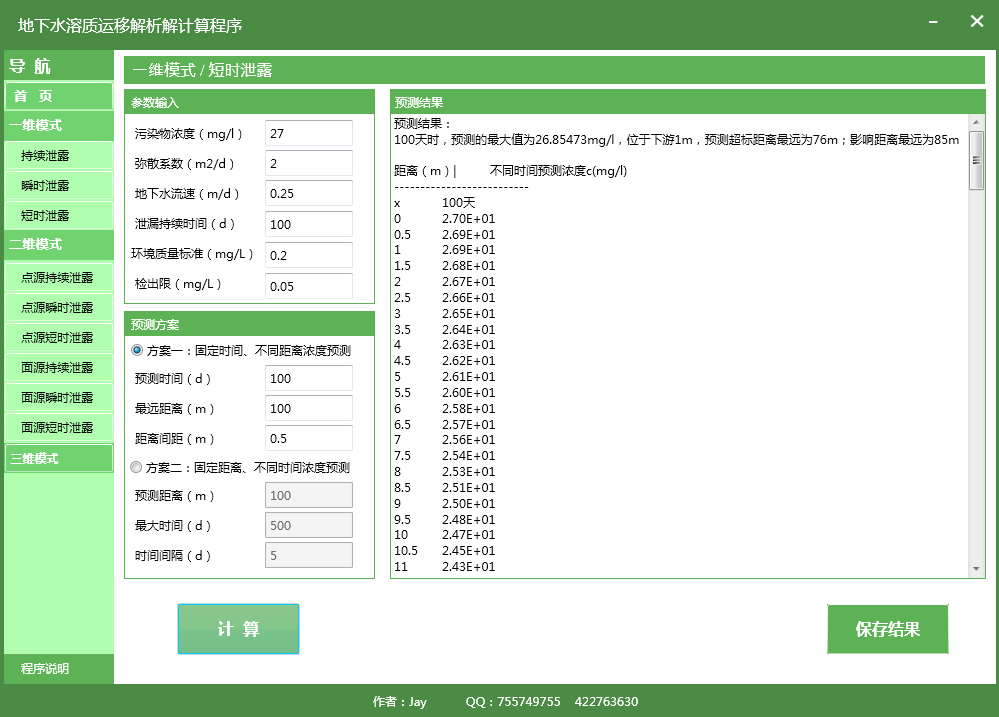 地下水溶质运移解析解计算程序
导 航
首 页
一维模式
持续泄露
瞬时泄露
短时泄露
二维模式
点源持续泄露
点源瞬时泄露
点源短时泄露
面源持续泄露
面源瞬时泄露
面源短时泄露
三维模式
程序说明
一维模式 / 短时泄露
参数输入
污染物浓度（mg/l） 27
弥散系数（m2/d） 2
地下水流速（m/d） 0.25
泄漏持续时间（d） 100
环境质量标准（mg/L） 0.2
检出限（mg/L） 0.05
预测方案
方案一：固定时间、不同距离浓度预测
预测时间（d） 100
最远距离（m） 100
距离间距（m） 0.5
方案二：固定距离、不同时间浓度预测
预测距离（m） 100
最大时间（d） 500
时间间隔（d） 5
预测结果
预测结果：
100天时，预测的最大值为26.85473mg/l，位于下游1m，预测超标距离最远为76m；影响距离最远为85m
距离（m）| 不同时间预测浓度c(mg/l)
---------------------------
x 100天
0 2.70E+01
0.5 2.69E+01
1 2.69E+01
1.5 2.68E+01
2 2.67E+01
2.5 2.66E+01
3 2.65E+01
3.5 2.64E+01
4 2.63E+01
4.5 2.62E+01
5 2.61E+01
5.5 2.60E+01
6 2.58E+01
6.5 2.57E+01
7 2.56E+01
7.5 2.54E+01
8 2.53E+01
8.5 2.51E+01
9 2.50E+01
9.5 2.48E+01
10 2.47E+01
10.5 2.45E+01
11 2.43E+01
计 算
保存结果
作者：Jay QQ：755749755 422763630